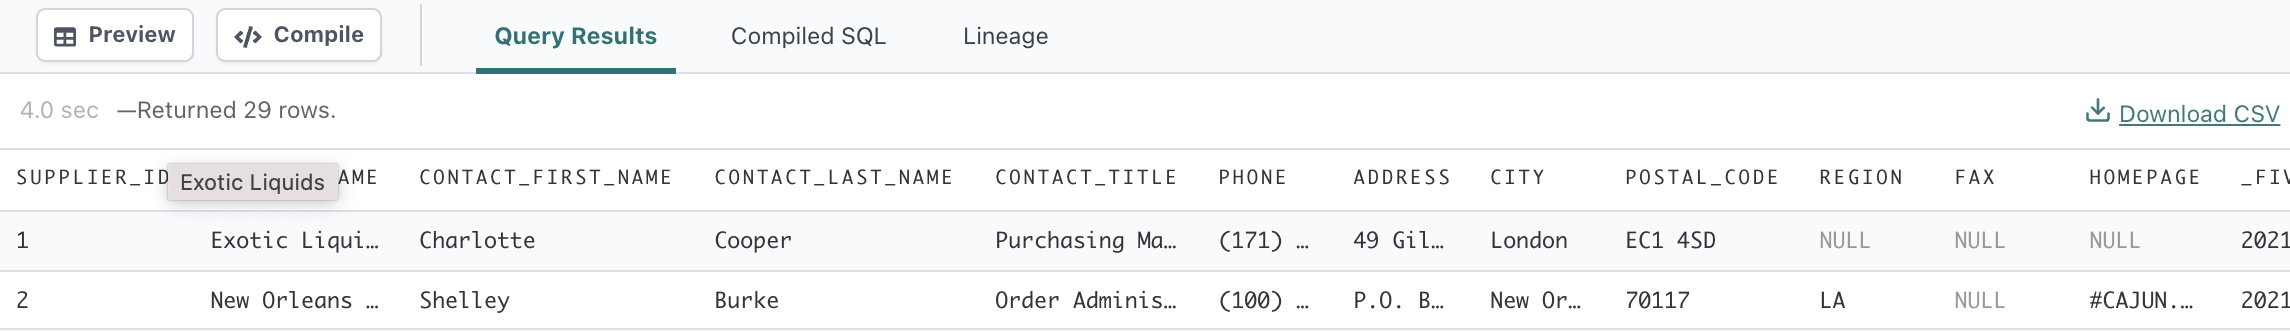 Preview </> Compile Query Results Compiled SQL Lineage
4.0 sec —Returned 29 rows. Download CSV
SUPPLIER_ID Exotic Liquids AME CONTACT_FIRST_NAME CONTACT_LAST_NAME CONTACT_TITLE PHONE ADDRESS CITY POSTAL_CODE REGION FAX HOMEPAGE _FIV
1 Exotic Liqui… Charlotte Cooper Purchasing Ma… (171) … 49 Gil… London EC1 4SD NULL NULL NULL 2021
2 New Orleans … Shelley Burke Order Adminis… (100) … P.O. B… New Or… 70117 LA NULL #CAJUN.… 2021